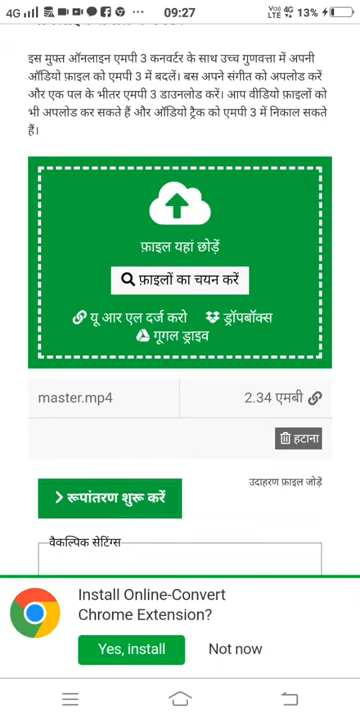 4G 09:27 Vo)) LTE 4G 13%
इस मुफ्त ऑनलाइन एमपी 3 कनवर्टर के साथ उच्च गुणवत्ता में अपनी
ऑडियो फ़ाइल को एमपी 3 में बदलें। बस अपने संगीत को अपलोड करें
और एक पल के भीतर एमपी 3 डाउनलोड करें। आप वीडियो फ़ाइलों को
भी अपलोड कर सकते हैं और ऑडियो ट्रैक को एमपी 3 में निकाल सकते
हैं।
फ़ाइल यहां छोड़ें
फ़ाइलों का चयन करें
यू आर एल दर्ज करो ड्रॉपबॉक्स
गूगल ड्राइव
master.mp4 2.34 एमबी
हटाना
उदाहरण फ़ाइल जोड़ें
रूपांतरण शुरू करें
वैकल्पिक सेटिंग्स
Install Online-Convert
Chrome Extension?
Yes, install Not now